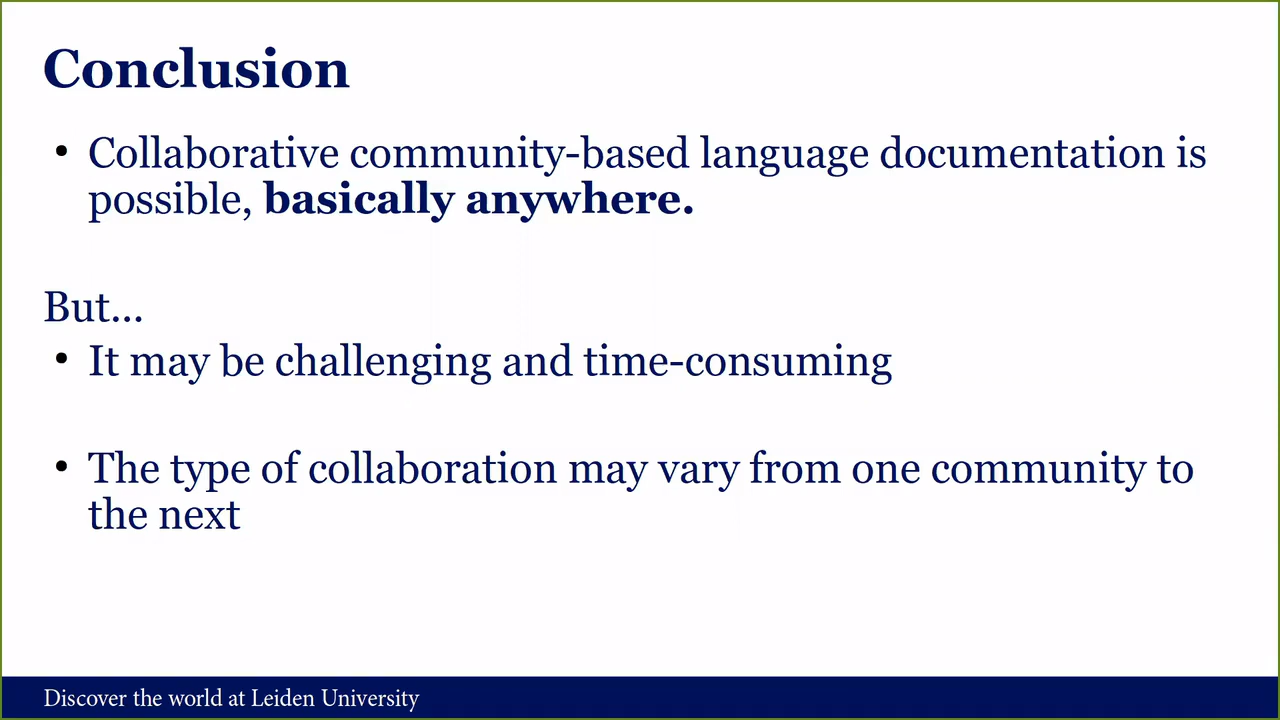 Conclusion
• Collaborative community-based language documentation is
possible, basically anywhere.
But...
• It may be challenging and time-consuming
• The type of collaboration may vary from one community to
the next
Discover the world at Leiden University